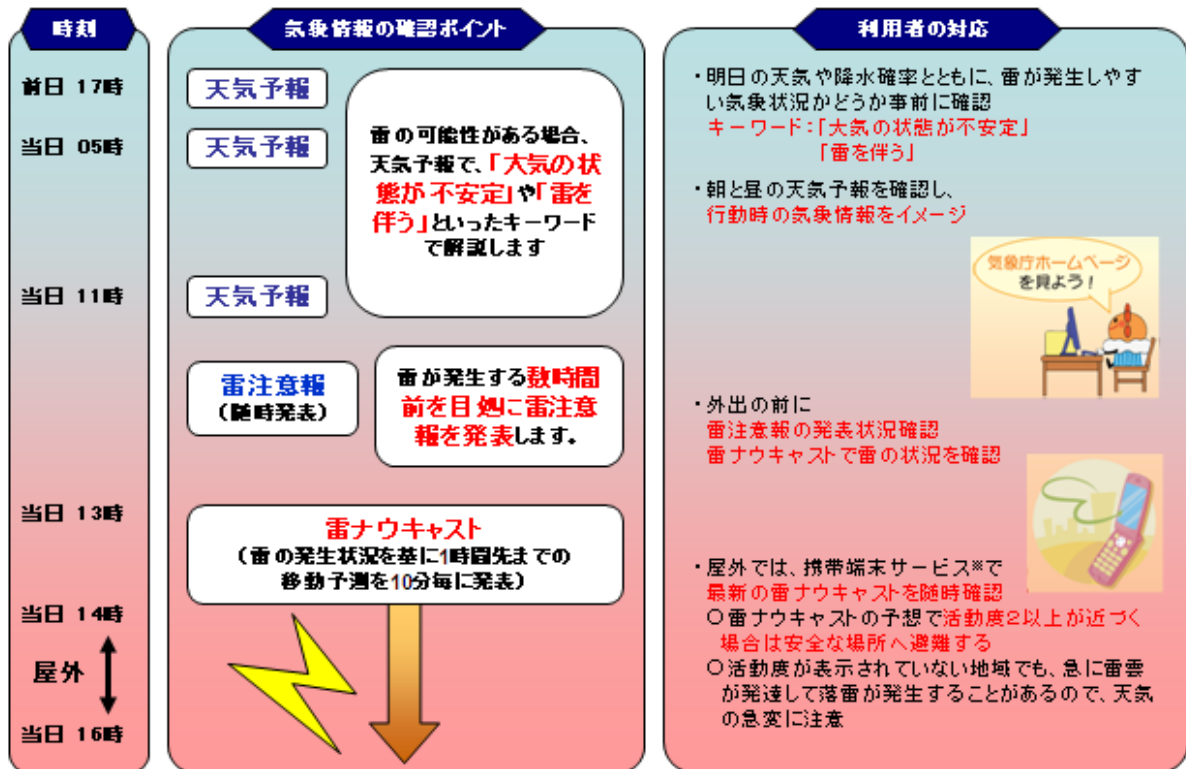 時刻
前日 17時
当日 05時
当日 11時
当日 13時
当日 14時
屋外
当日 16時
気象情報の確認ポイント
天気予報
天気予報
天気予報
雷の可能性がある場合、
天気予報で、「大気の状
態が不安定」や「雷を
伴う」といったキーワード
で解説します
雷注意報
（随時発表）
雷が発生する数時間
前を目処に雷注意
報を発表します。
雷ナウキャスト
（雷の発生状況を基に1時間先までの
移動予測を10分毎に発表）
利用者の対応
・明日の天気や降水確率とともに、雷が発生しやす
い気象状況かどうか事前に確認
キーワード：「大気の状態が不安定」
「雷を伴う」
・朝と昼の天気予報を確認し、
行動時の気象情報をイメージ
気象庁ホームページ
を見よう！
・外出の前に
雷注意報の発表状況確認
雷ナウキャストで雷の状況を確認
・屋外では、携帯端末サービス※で
最新の雷ナウキャストを随時確認
○雷ナウキャストの予想で活動度2以上が近づく
場合は安全な場所へ避難する
○活動度が表示されていない地域でも、急に雷雲
が発達して落雷が発生することがあるので、天気
の急変に注意